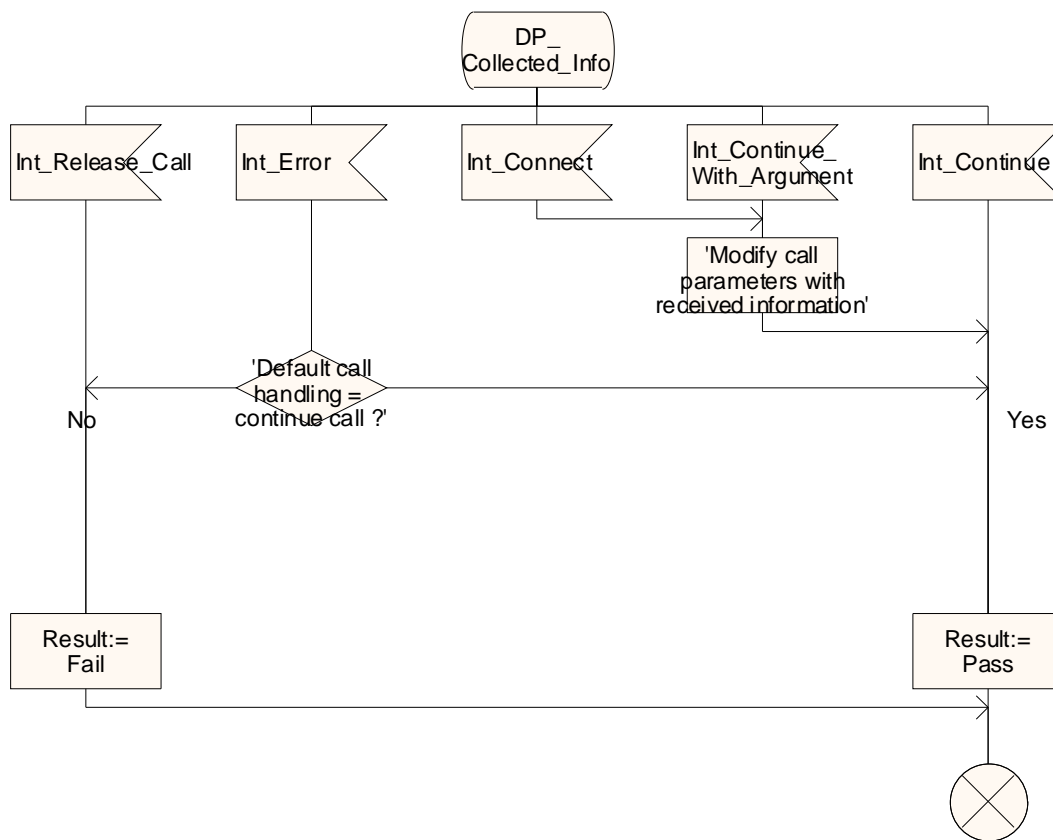 DP_
Collected_Info
Int_Release_Call
Int_Error
Int_Connect
Int_Continue_
With_Argument
Int_Continue
'Modify call
parameters with
received information'
'Default call
handling =
continue call ?'
No
Yes
Result:=
Fail
Result:=
Pass